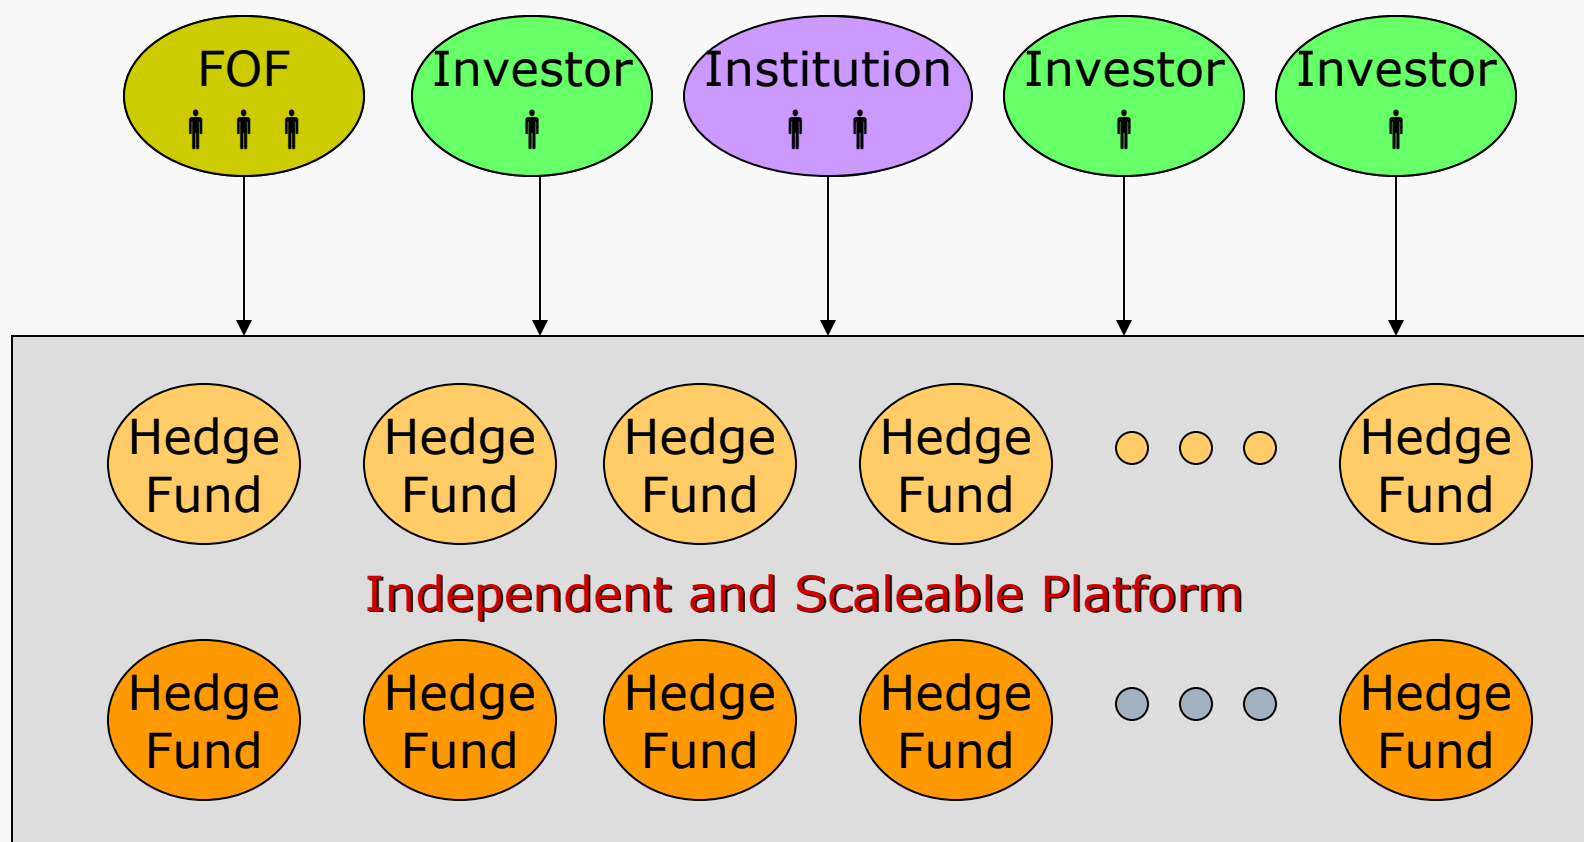 FOF
Investor
Institution
Investor
Investor
Hedge
Fund
Hedge
Fund
Hedge
Fund
Hedge
Fund
Hedge
Fund
Independent and Scaleable Platform
Hedge
Fund
Hedge
Fund
Hedge
Fund
Hedge
Fund
Hedge
Fund